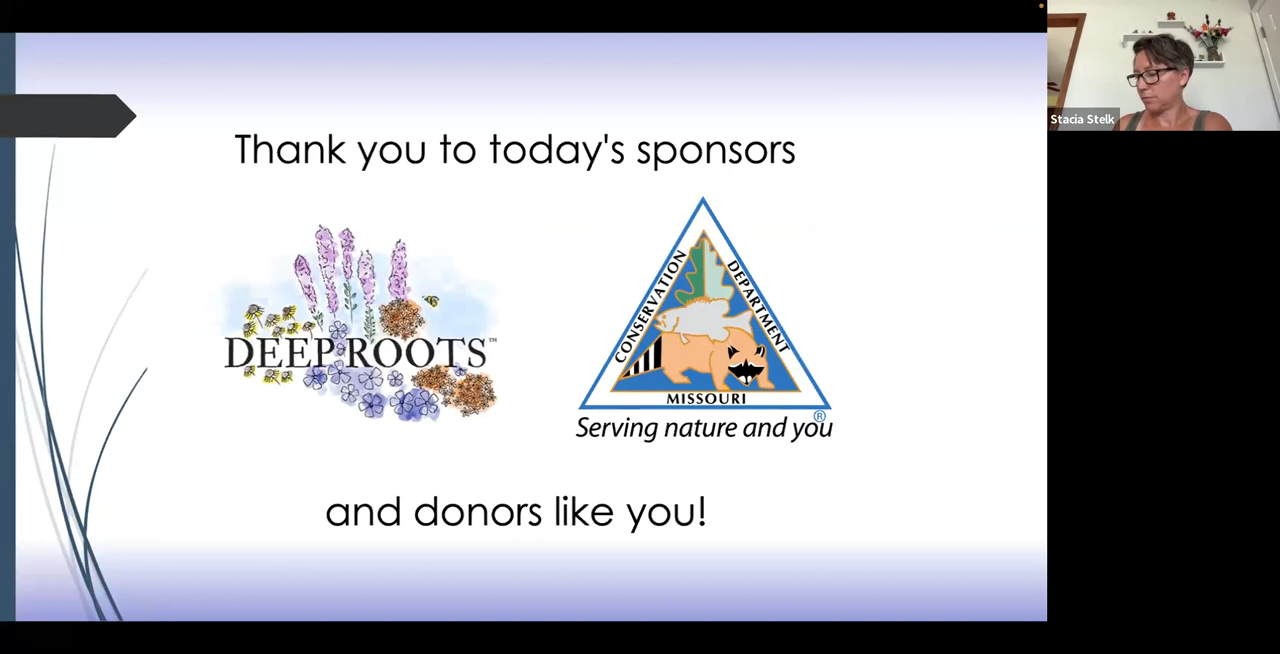 Thank you to today's sponsors
DEEP ROOTS™
CONSERVATION
DEPARTMENT
MISSOURI
®
Serving nature and you
and donors like you!
Stacia Stelk